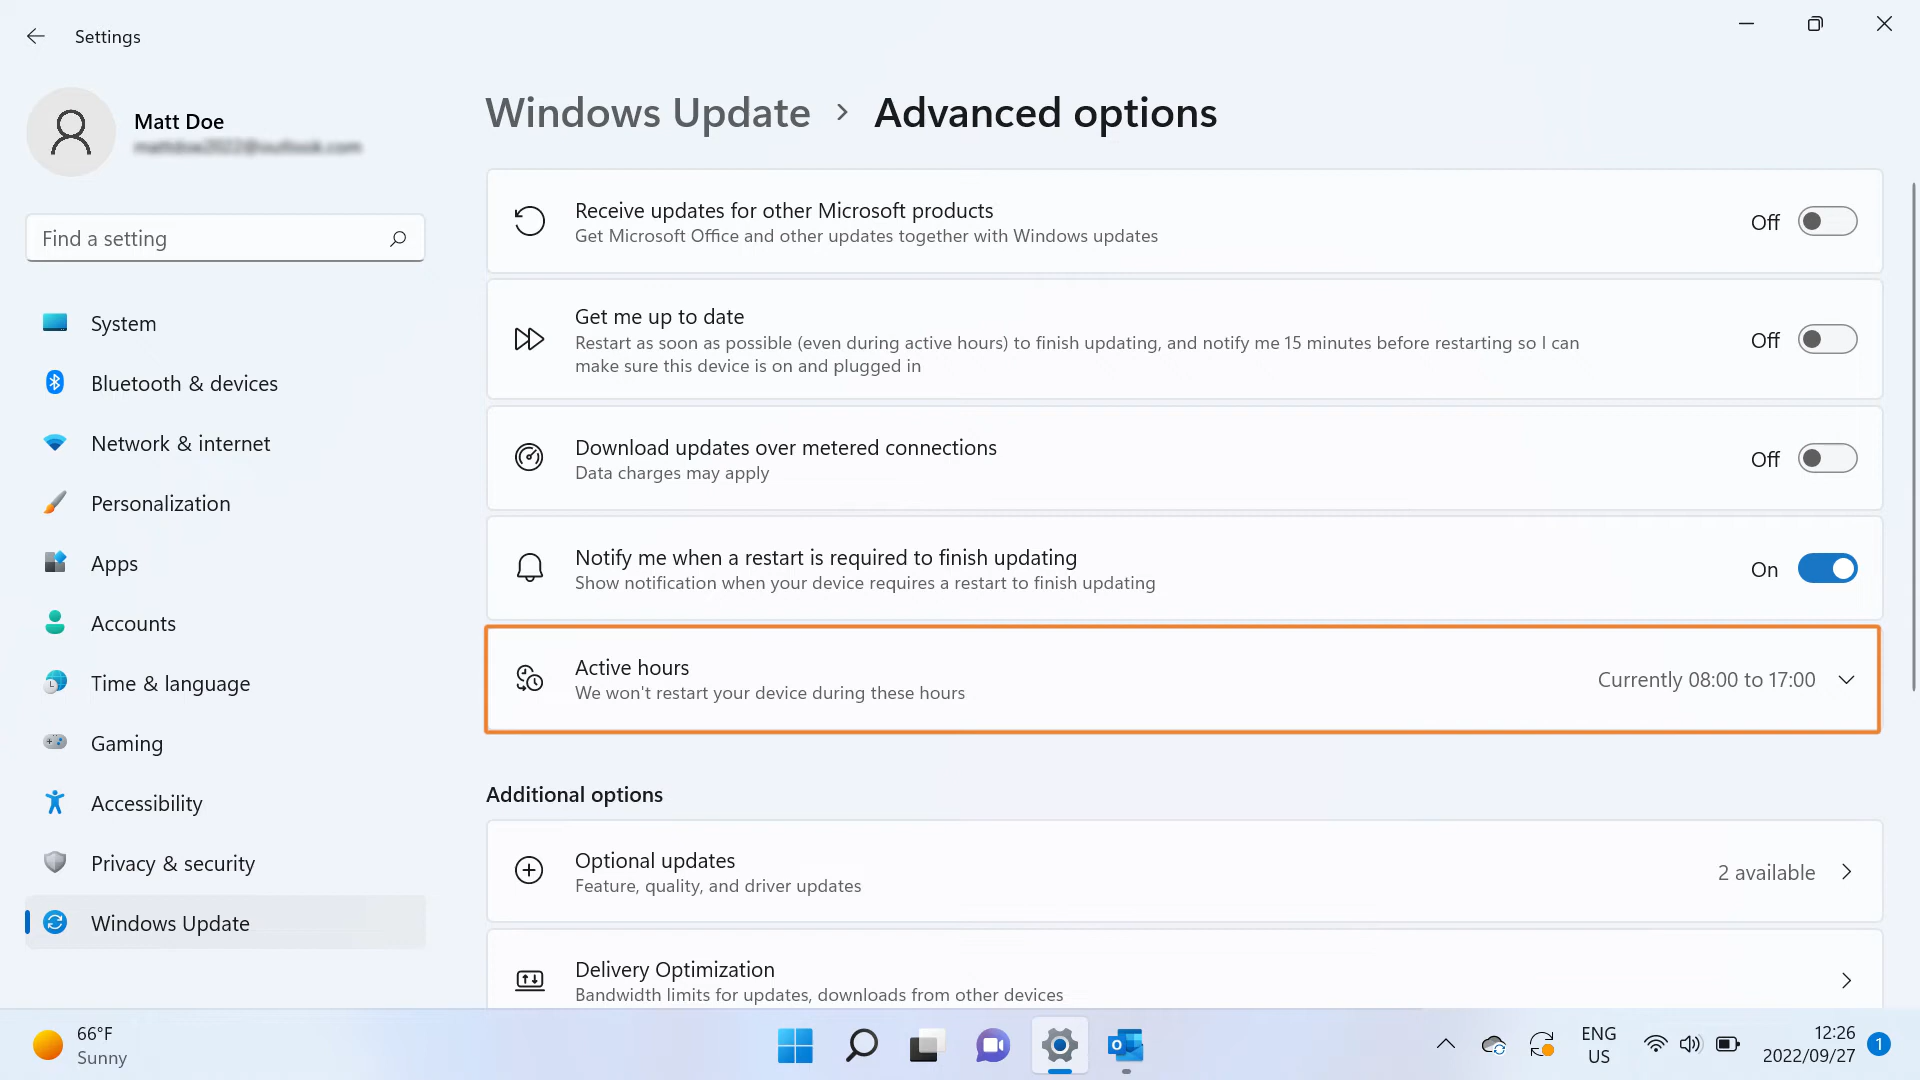 Settings
Matt Doe
Find a setting
System
Bluetooth & devices
Network & internet
Personalization
Apps
Accounts
Time & language
Gaming
Accessibility
Privacy & security
Windows Update
Windows Update > Advanced options
Receive updates for other Microsoft products
Get Microsoft Office and other updates together with Windows updates
Off
Get me up to date
Restart as soon as possible (even during active hours) to finish updating, and notify me 15 minutes before restarting so I can
make sure this device is on and plugged in
Off
Download updates over metered connections
Data charges may apply
Off
Notify me when a restart is required to finish updating
Show notification when your device requires a restart to finish updating
On
Active hours
We won't restart your device during these hours
Currently 08:00 to 17:00
Additional options
Optional updates
Feature, quality, and driver updates
2 available
Delivery Optimization
Bandwidth limits for updates, downloads from other devices
66°F
Sunny
ENG
US
12:26
2022/09/27
1